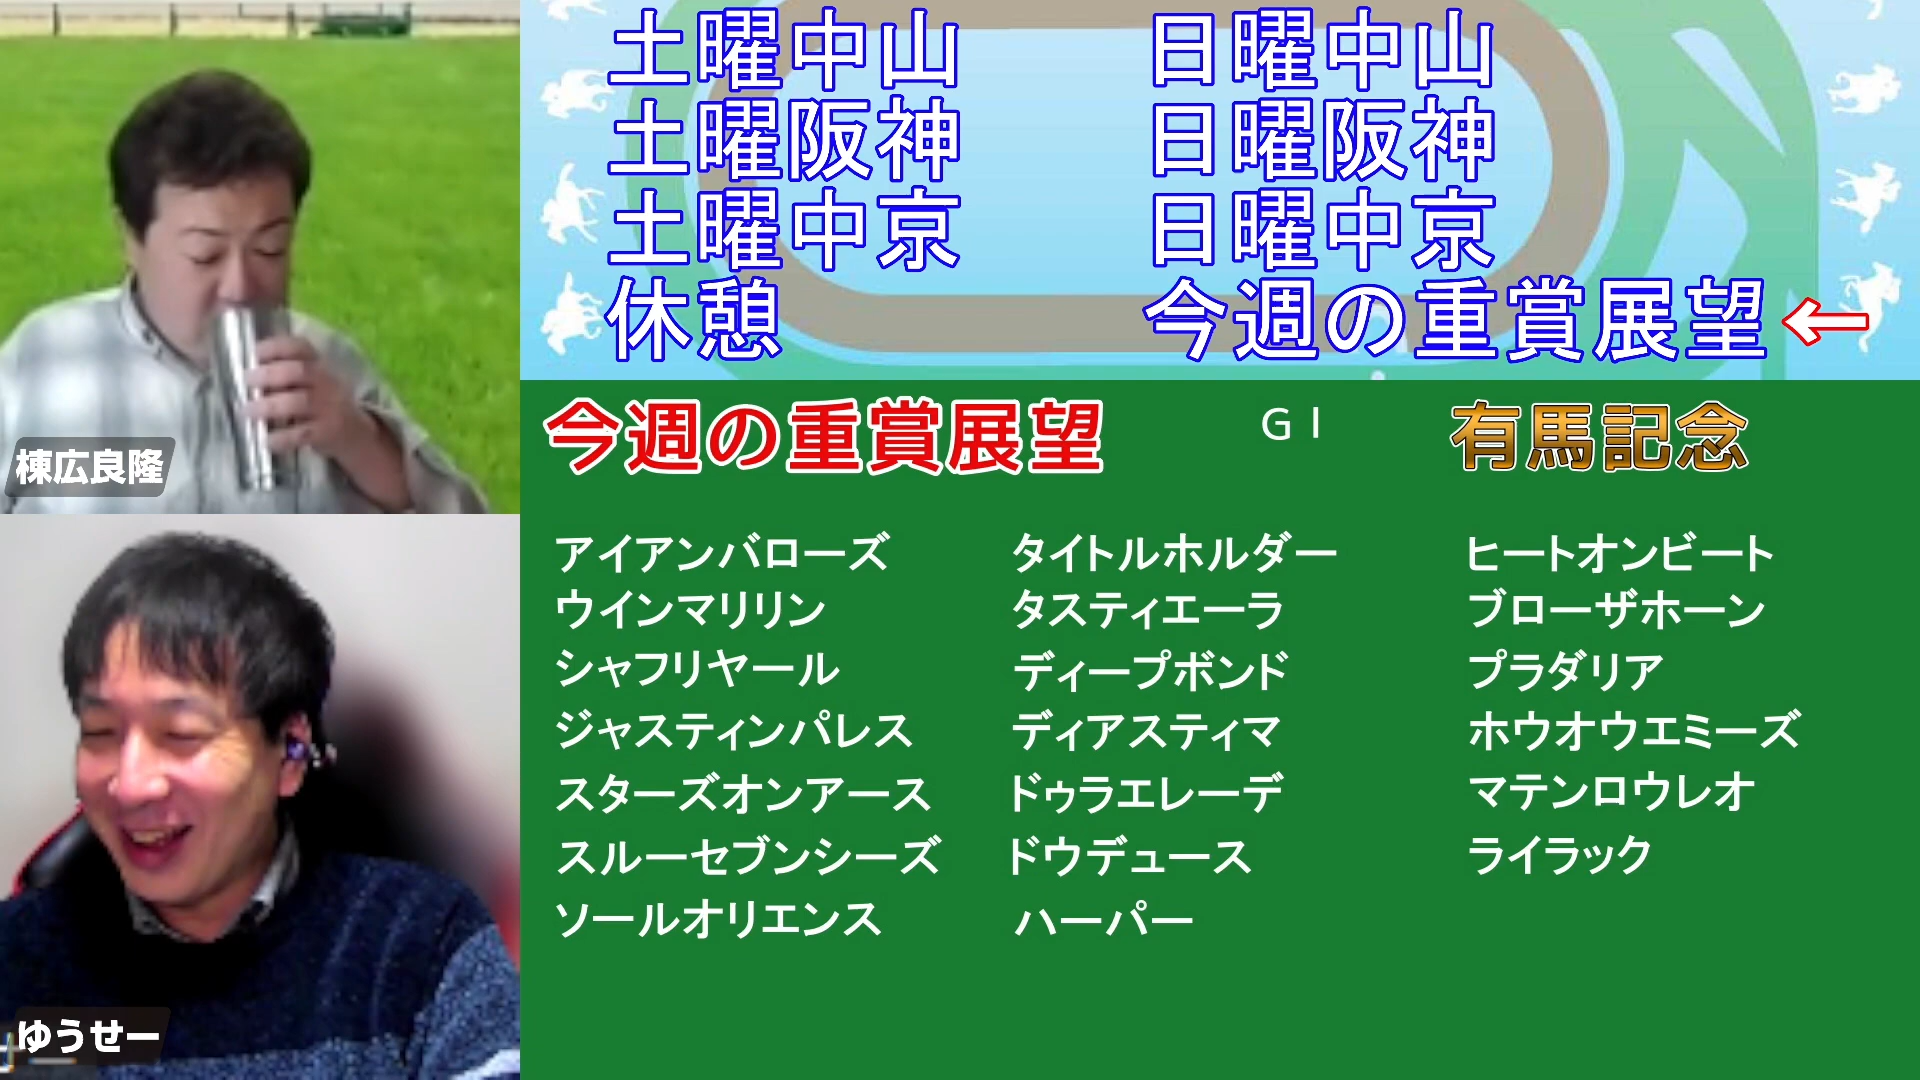 土曜中山
土曜阪神
土曜中京
休憩
日曜中山
日曜阪神
日曜中京
今週の重賞展望←
今週の重賞展望
GⅠ
有馬記念
アイアンバローズ
ウインマリリン
シャフリヤール
ジャスティンパレス
スターズオンアース
スルーセブンシーズ
ソールオリエンス
タイトルホルダー
タスティエーラ
ディープボンド
ディアスティマ
ドゥラエレーデ
ドウデュース
ハーパー
ヒートオンビート
ブローザホーン
プラダリア
ホウオウエミーズ
マテンロウレオ
ライラック
棟広良隆
ゆうせー